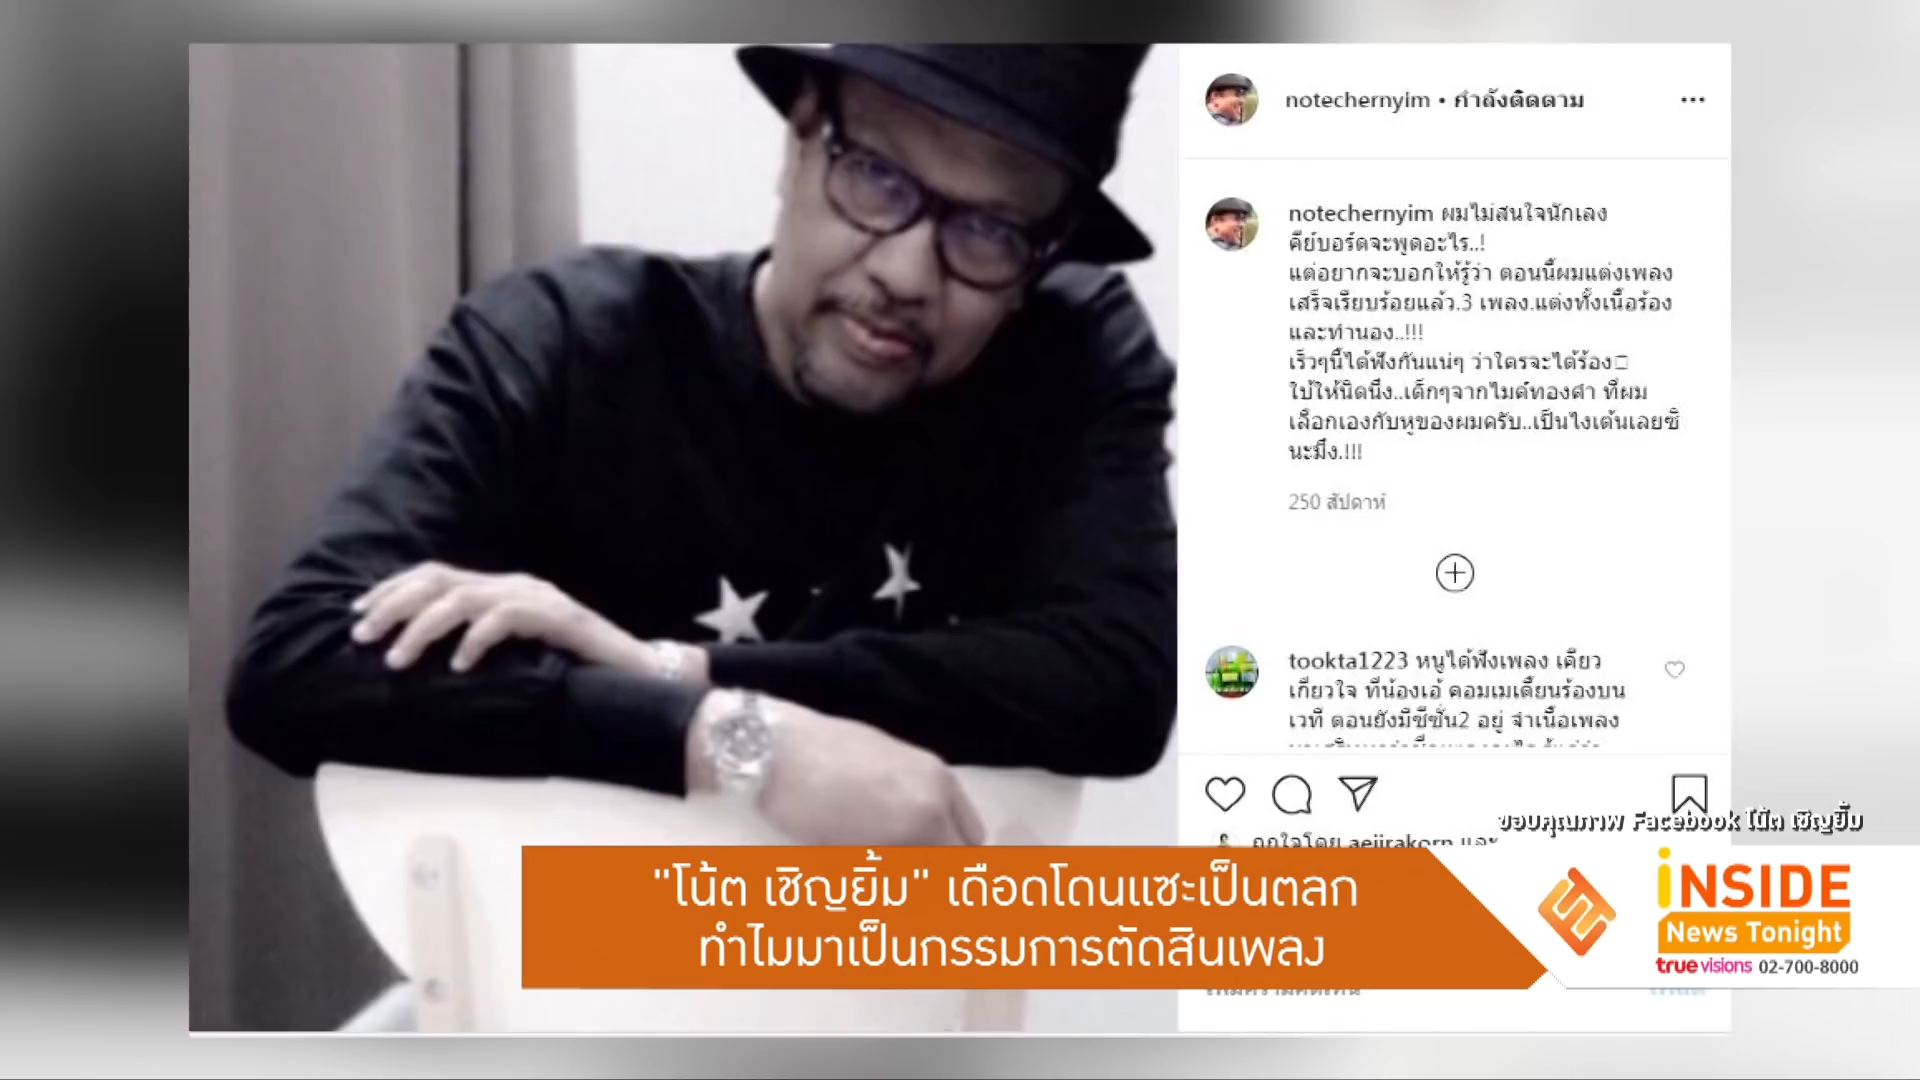 notechernyim • กำลังติดตาม
notechernyim ผมไม่สนใจนักเลง
คีย์บอร์ดจะพูดอะไร..!
แต่อยากจะบอกให้รู้ว่า ตอนนี้ผมแต่งเพลง
เสร็จเรียบร้อยแล้ว.3 เพลง.แต่งทั้งเนื้อร้อง
และทำนอง..!!!
เร็วๆนี้ได้ฟังกันแน่ๆ ว่าใครจะได้ร้อง
ใบ้ให้นิดนึง..เด็กๆจากไมค์ทองคำ ที่ผม
เลือกเองกับหูของผมครับ..เป็นไงเต้นเลยซิ
นะมึง.!!!
250 สัปดาห์
tookta1223 หนูได้ฟังเพลง เคียว
เกี่ยวใจ ที่น้องเอ้ คอมเมเดี้ยนร้องบน
เวที ตอนยังมีซีซั่น2 อยู่ จำเนื้อเพลง
ถูกใจโดย aejirakorn และ
ขอบคุณภาพ Facebook โน้ต เชิญยิ้ม
"โน้ต เชิญยิ้ม" เดือดโดนแซะเป็นตลก
ทำไมมาเป็นกรรมการตัดสินเพลง
iNSIDE
News Tonight
truevisions 02-700-8000